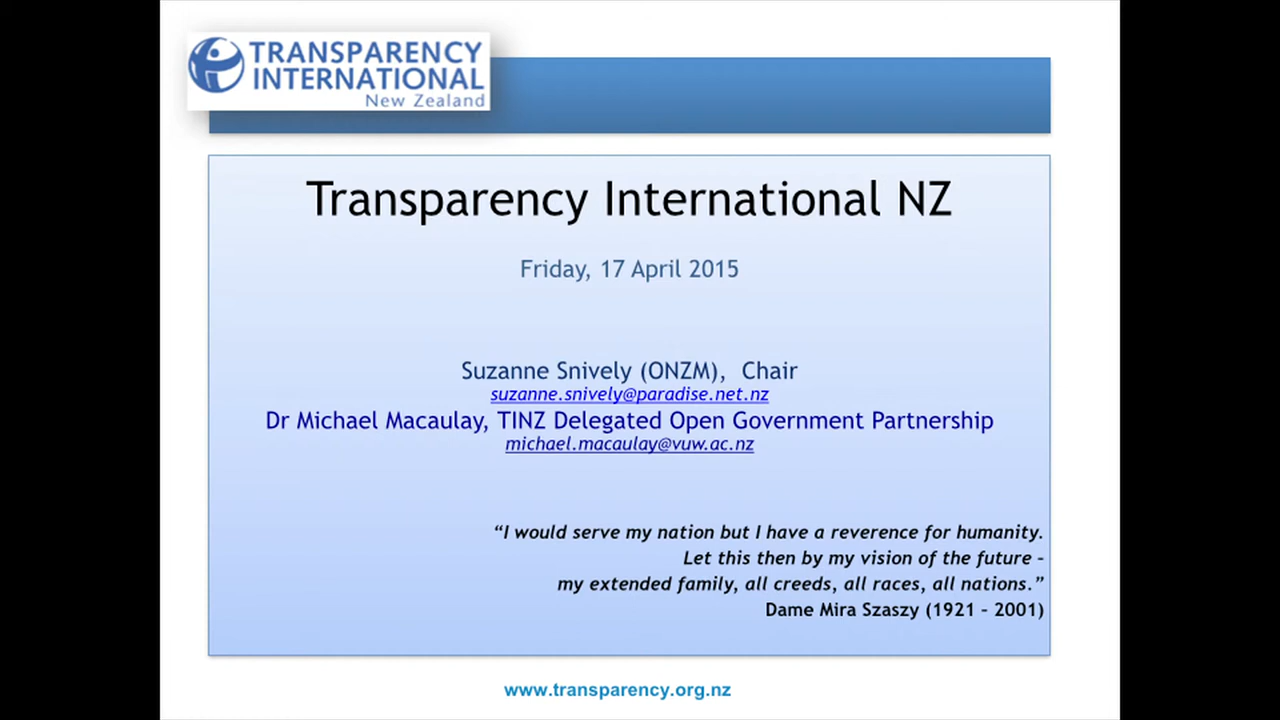 TRANSPARENCY
INTERNATIONAL
New Zealand
Transparency International NZ
Friday, 17 April 2015
Suzanne Snively (ONZM), Chair
suzanne.snively@paradise.net.nz
Dr Michael Macaulay, TINZ Delegated Open Government Partnership
michael.macaulay@vuw.ac.nz
“I would serve my nation but I have a reverence for humanity.
Let this then by my vision of the future –
my extended family, all creeds, all races, all nations.”
Dame Mira Szaszy (1921 – 2001)
www.transparency.org.nz